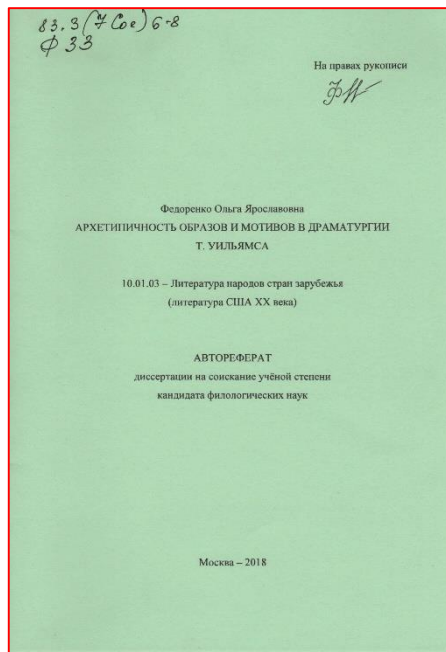 83.3(7Сое)6-8
Ф 33
На правах рукописи
Федоренко Ольга Ярославовна
АРХЕТИПИЧНОСТЬ ОБРАЗОВ И МОТИВОВ В ДРАМАТУРГИИ
Т. УИЛЬЯМСА
10.01.03 – Литература народов стран зарубежья
(литература США XX века)
АВТОРЕФЕРАТ
диссертации на соискание учёной степени
кандидата филологических наук
Москва – 2018